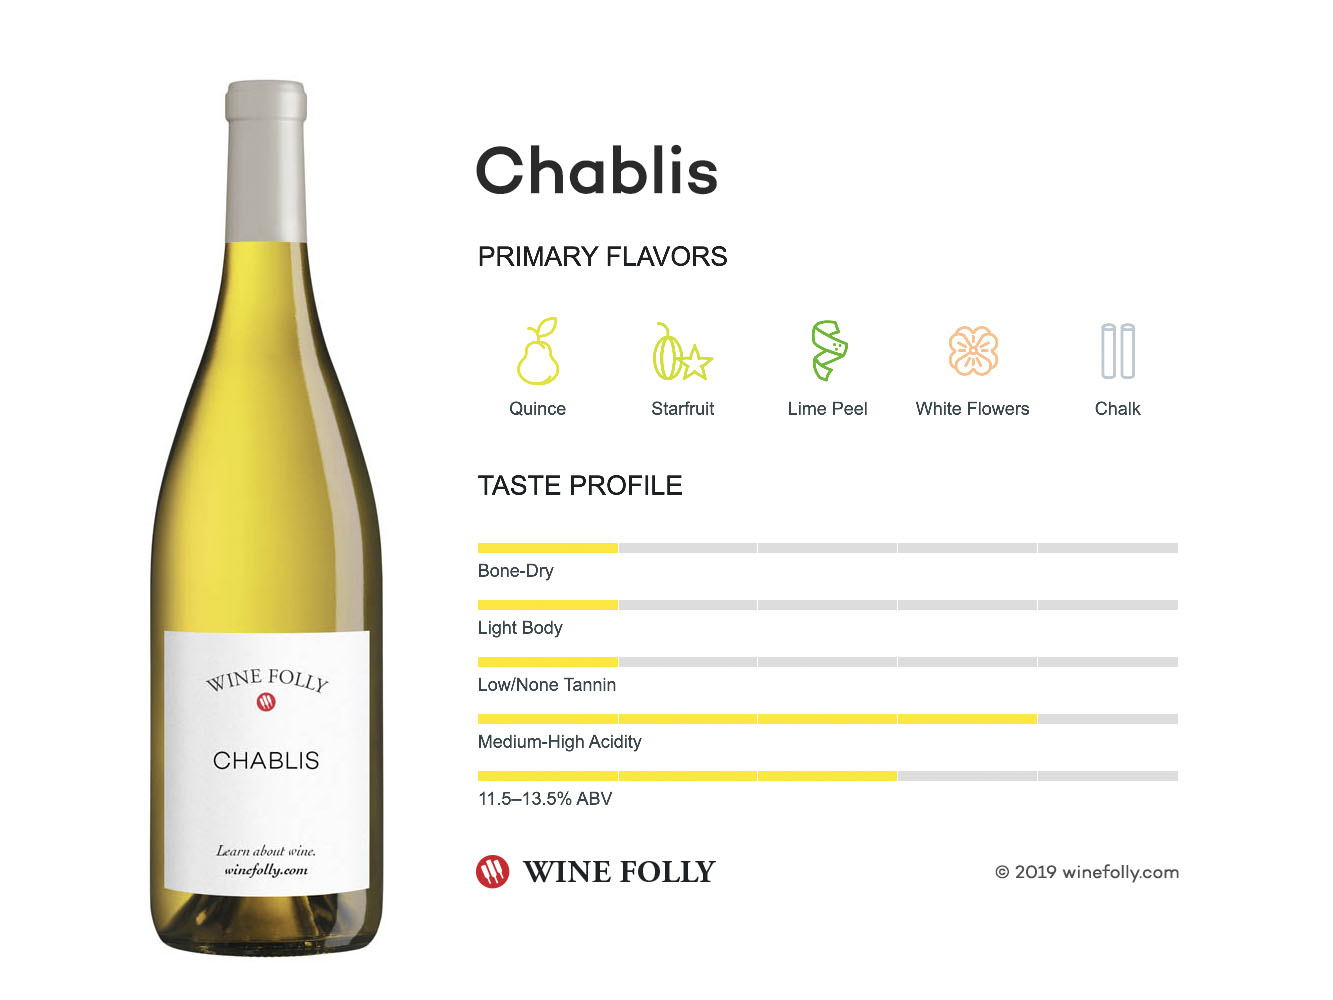 Chablis
PRIMARY FLAVORS
Quince
Starfruit
Lime Peel
White Flowers
Chalk
TASTE PROFILE
Bone-Dry
Light Body
Low/None Tannin
Medium-High Acidity
11.5–13.5% ABV
WINE FOLLY
© 2019 winefolly.com
WINE FOLLY
CHABLIS
Learn about wine.
winefolly.com